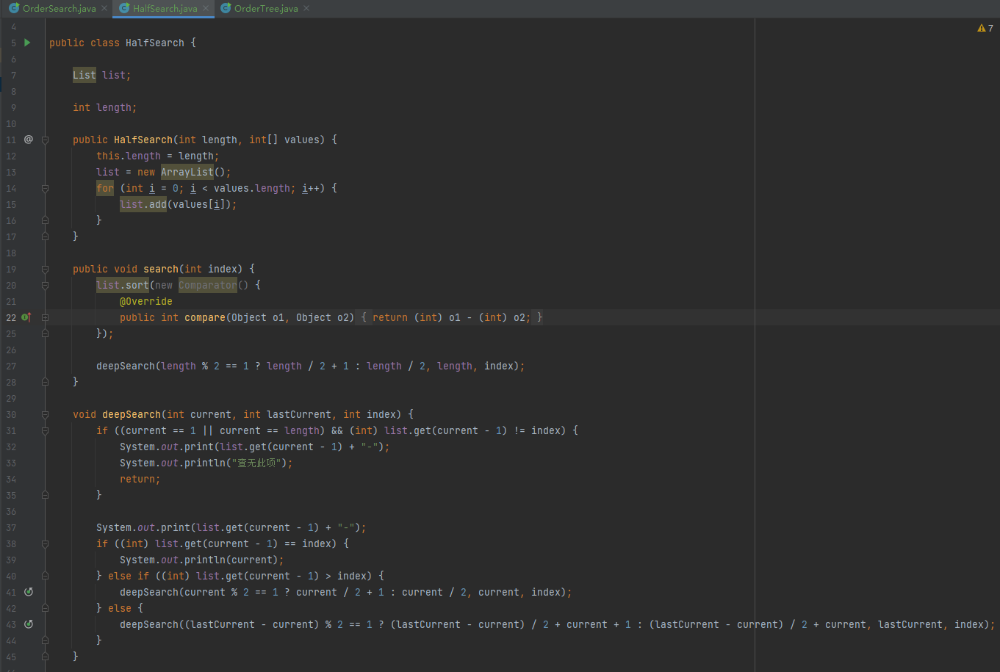 OrderSearch.java HalfSearch.java OrderTree.java
4
7
5 public class HalfSearch {
6
7 List list;
8
9 int length;
10
11 @ public HalfSearch(int length, int[] values) {
12 this.length = length;
13 list = new ArrayList();
14 for (int i = 0; i < values.length; i++) {
15 list.add(values[i]);
16 }
17 }
18
19 public void search(int index) {
20 list.sort(new Comparator() {
21 @Override
22 public int compare(Object o1, Object o2) { return (int) o1 - (int) o2; }
25 });
26
27 deepSearch(length % 2 == 1 ? length / 2 + 1 : length / 2, length, index);
28 }
29
30 void deepSearch(int current, int lastCurrent, int index) {
31 if ((current == 1 || current == length) && (int) list.get(current - 1) != index) {
32 System.out.print(list.get(current - 1) + "-");
33 System.out.println("查无此项");
34 return;
35 }
36
37 System.out.print(list.get(current - 1) + "-");
38 if ((int) list.get(current - 1) == index) {
39 System.out.println(current);
40 } else if ((int) list.get(current - 1) > index) {
41 deepSearch(current % 2 == 1 ? current / 2 + 1 : current / 2, current, index);
42 } else {
43 deepSearch((lastCurrent - current) % 2 == 1 ? (lastCurrent - current) / 2 + current + 1 : (lastCurrent - current) / 2 + current, lastCurrent, index);
44 }
45 }